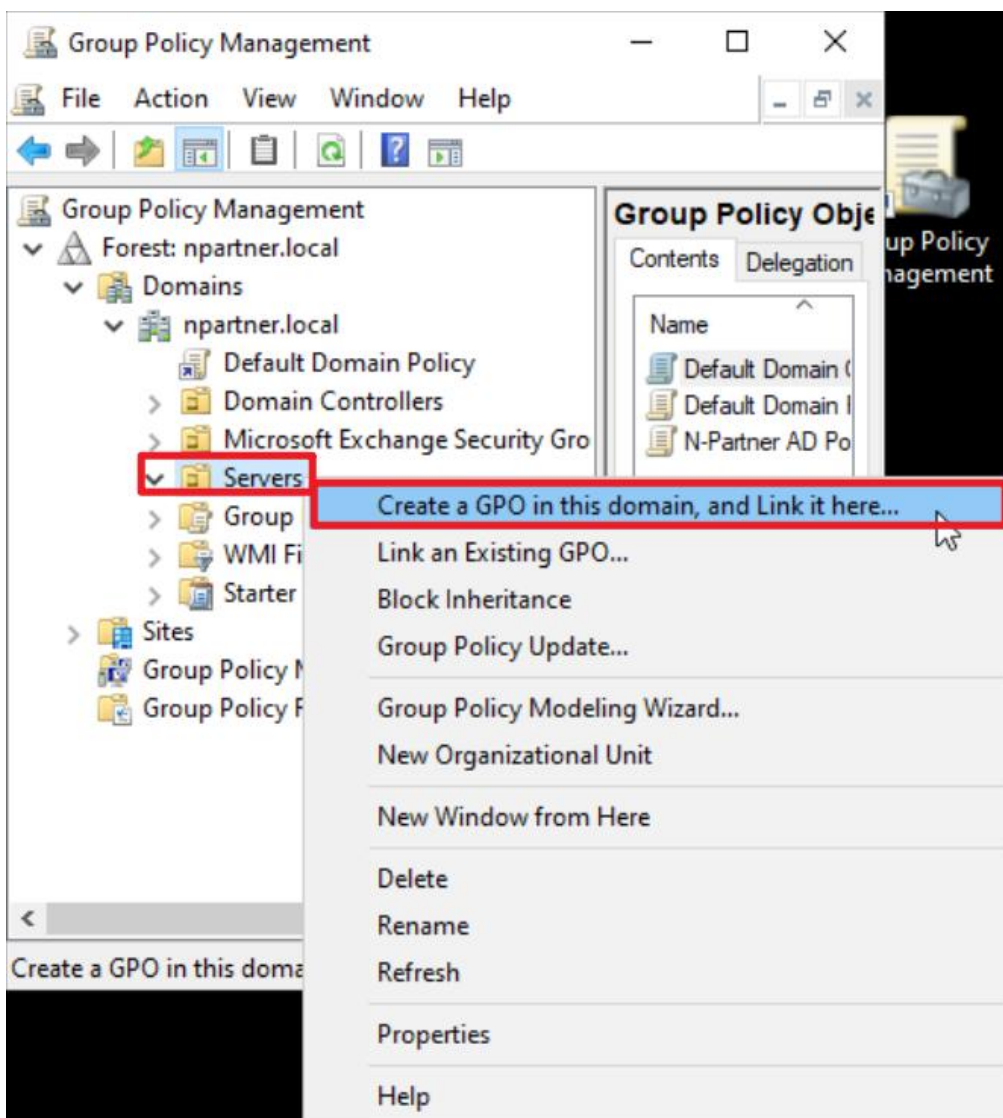 Group Policy Management
File Action View Window Help
Group Policy Management
Forest: npartner.local
Domains
npartner.local
Default Domain Policy
Domain Controllers
Microsoft Exchange Security Gro
Servers
Group
WMI Fi
Starter
Sites
Group Policy M
Group Policy R
Create a GPO in this doma
Group Policy Obje
Contents Delegation
Name
Default Domain
Default Domain
N-Partner AD Po
up Policy
nagement
Create a GPO in this domain, and Link it here...
Link an Existing GPO...
Block Inheritance
Group Policy Update...
Group Policy Modeling Wizard...
New Organizational Unit
New Window from Here
Delete
Rename
Refresh
Properties
Help